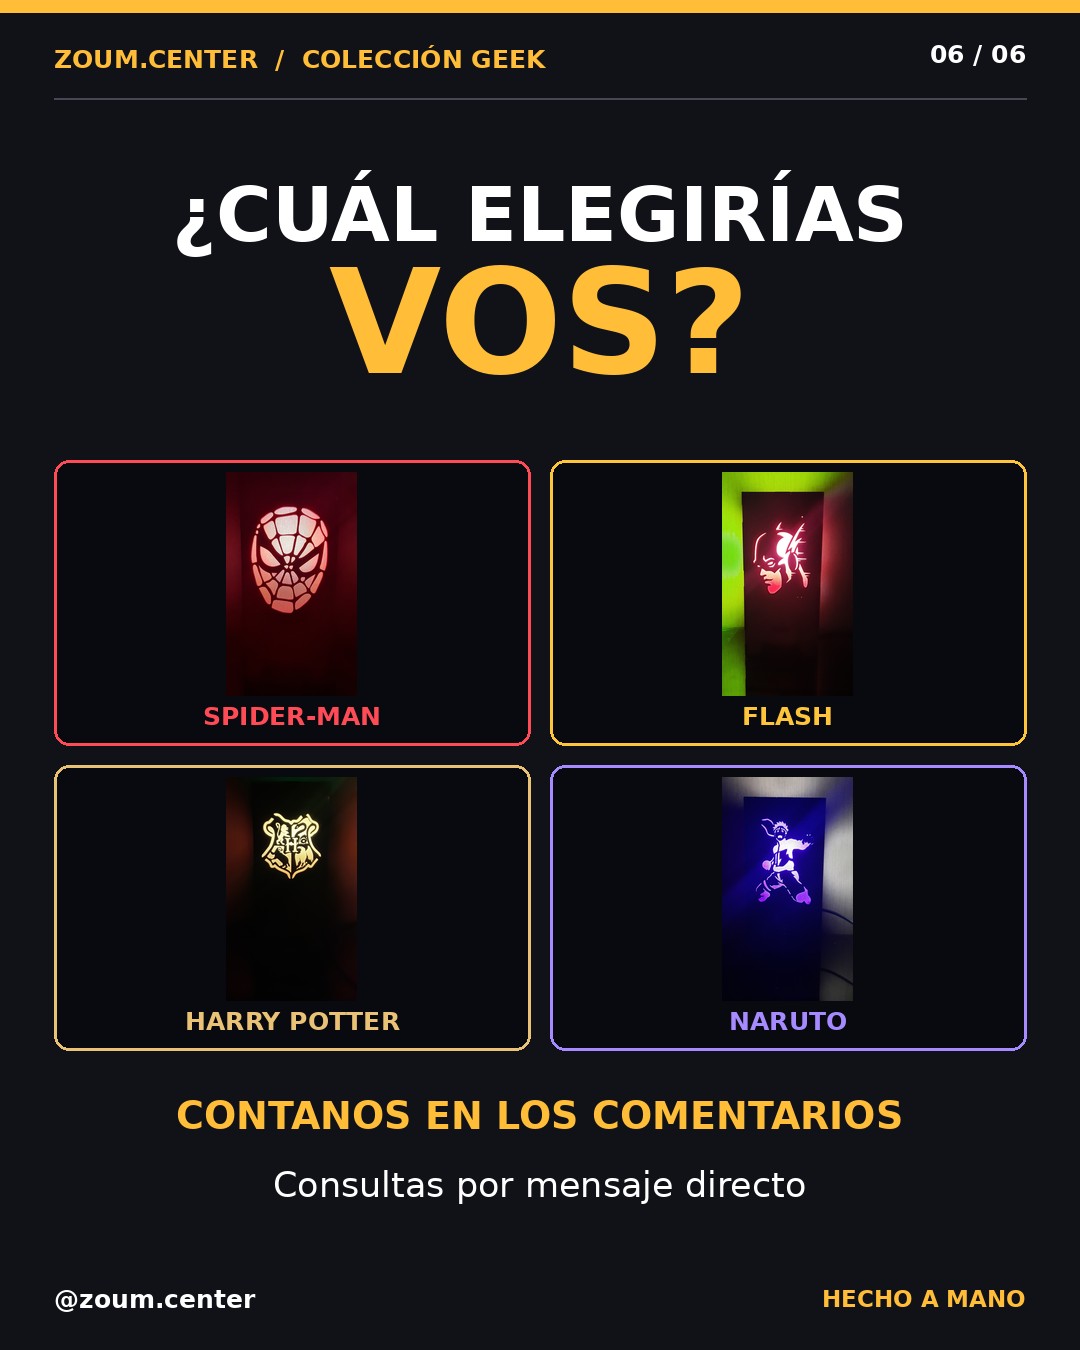 ZOUM.CENTER / COLECCIÓN GEEK
06 / 06
¿CUÁL ELEGIRÍAS
VOS?
SPIDER-MAN
FLASH
HARRY POTTER
NARUTO
CONTANOS EN LOS COMENTARIOS
Consultas por mensaje directo
@zoum.center
HECHO A MANO